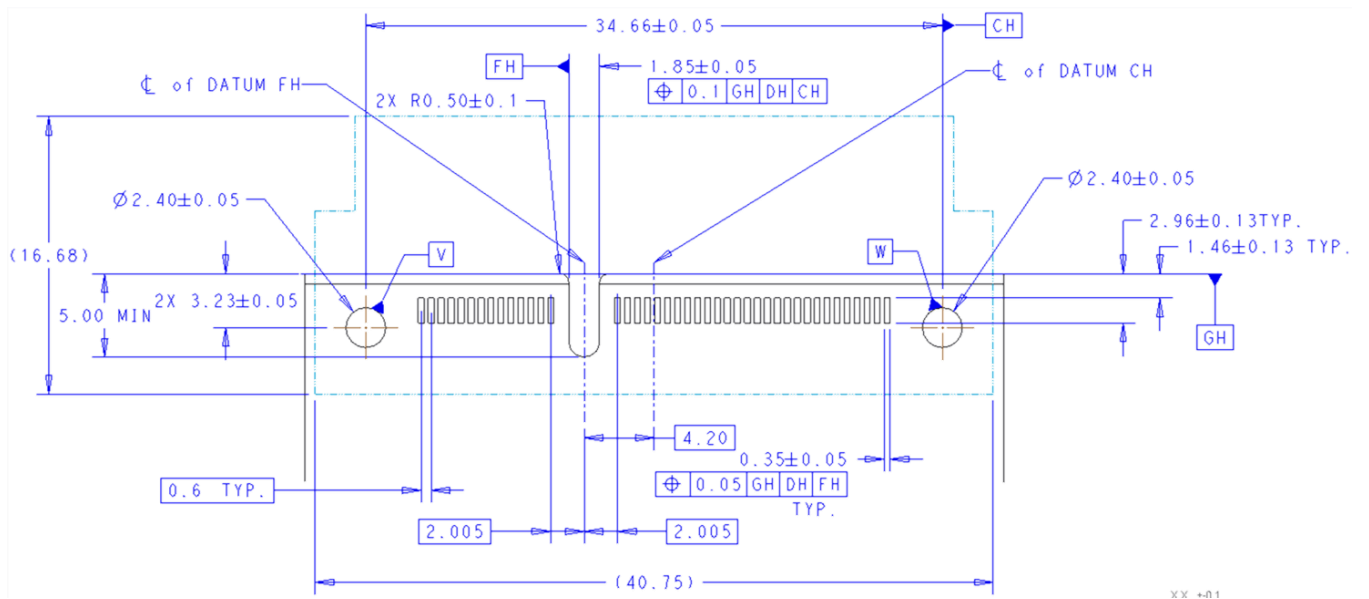 34.66±0.05
CH
FH
1.85±0.05
℄ of DATUM FH
℄ of DATUM CH
⌖ 0.1 GH DH CH
2X R0.50±0.1
Ø2.40±0.05
Ø2.40±0.05
2.96±0.13TYP.
(16.68)
V
W
1.46±0.13 TYP.
2X 3.23±0.05
5.00 MIN
GH
4.20
0.35±0.05
0.6 TYP.
⌖ 0.05 GH DH FH
TYP.
2.005
2.005
(40.75)